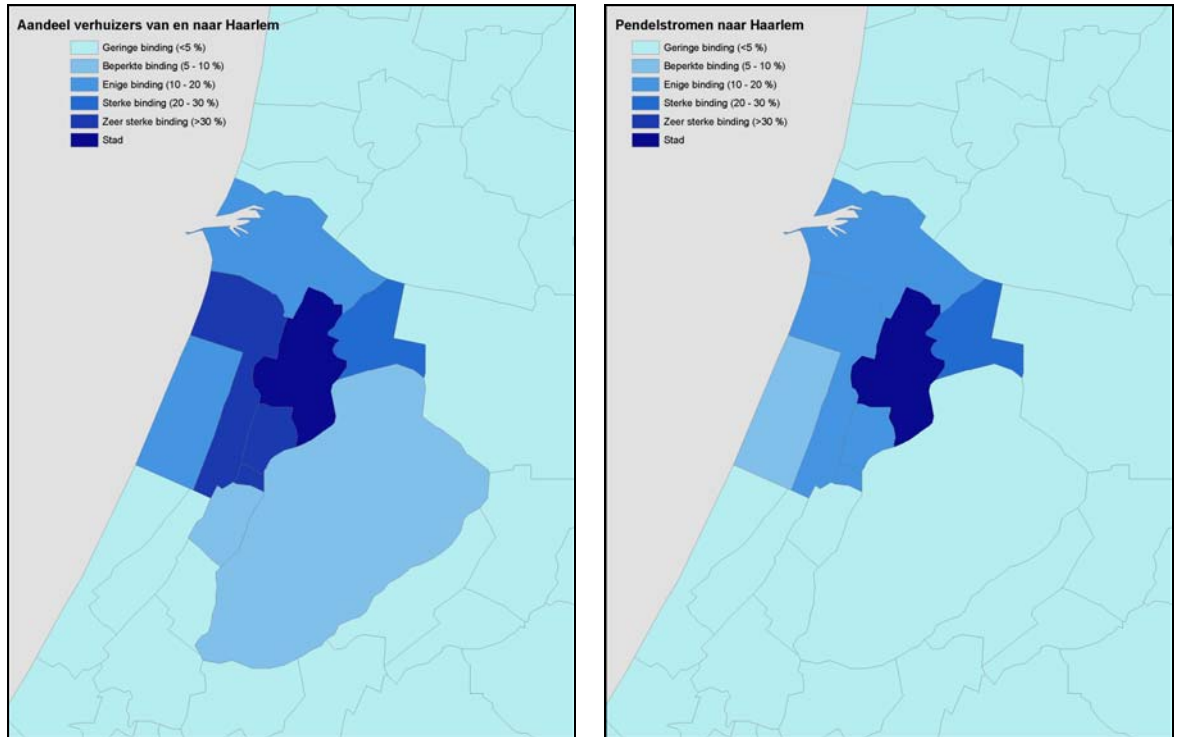 Aandeel verhuizers van en naar Haarlem
Geringe binding (<5 %)
Beperkte binding (5 - 10 %)
Enige binding (10 - 20 %)
Sterke binding (20 - 30 %)
Zeer sterke binding (>30 %)
Stad
Pendelstromen naar Haarlem
Geringe binding (<5 %)
Beperkte binding (5 - 10 %)
Enige binding (10 - 20 %)
Sterke binding (20 - 30 %)
Zeer sterke binding (>30 %)
Stad